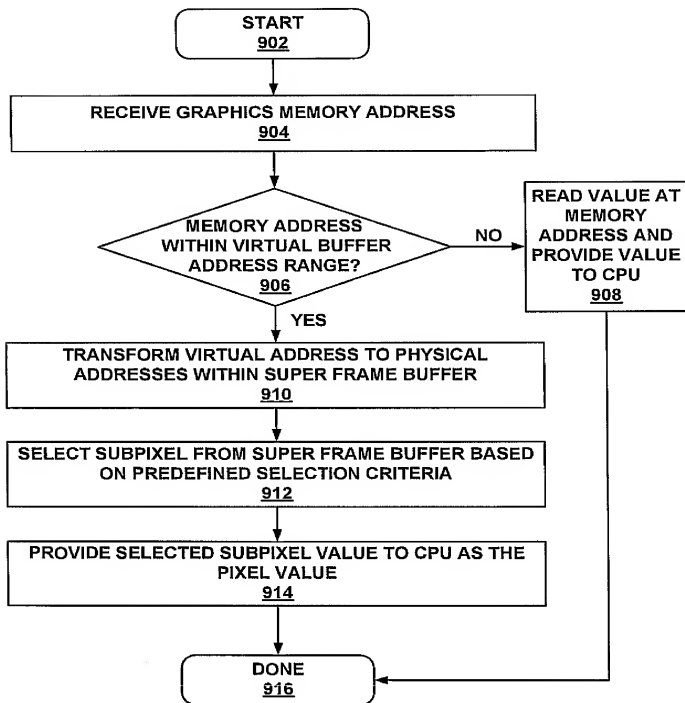 START
902
RECEIVE GRAPHICS MEMORY ADDRESS
904
MEMORY ADDRESS
WITHIN VIRTUAL BUFFER
ADDRESS RANGE?
906
NO
READ VALUE AT
MEMORY
ADDRESS AND
PROVIDE VALUE
TO CPU
908
YES
TRANSFORM VIRTUAL ADDRESS TO PHYSICAL
ADDRESSES WITHIN SUPER FRAME BUFFER
910
SELECT SUBPIXEL FROM SUPER FRAME BUFFER BASED
ON PREDEFINED SELECTION CRITERIA
912
PROVIDE SELECTED SUBPIXEL VALUE TO CPU AS THE
PIXEL VALUE
914
DONE
916